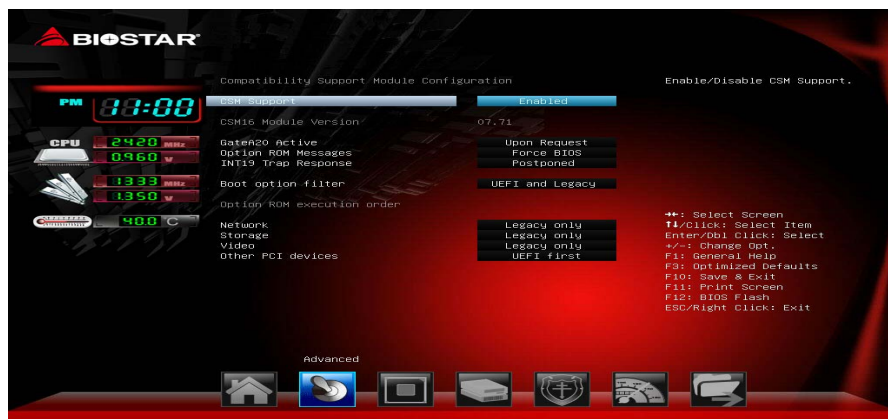 BIOSTAR
Compatibility Support Module Configuration
Enable/Disable CSM Support.
PM 11:00
CSM Support Enabled
CSM16 Module Version 07.71
CPU 2420 MHz
0.960 V
GateA20 Active Upon Request
Option ROM Messages Force BIOS
INT19 Trap Response Postponed
1333 MHz
1.350 V
Boot option filter UEFI and Legacy
Option ROM execution order
40.0 C
Network Legacy only
Storage Legacy only
Video Legacy only
Other PCI devices UEFI first
→←: Select Screen
↑↓/Click: Select Item
Enter/Dbl Click: Select
+/-: Change Opt.
F1: General Help
F3: Optimized Defaults
F10: Save & Exit
F11: Print Screen
F12: BIOS Flash
ESC/Right Click: Exit
Advanced